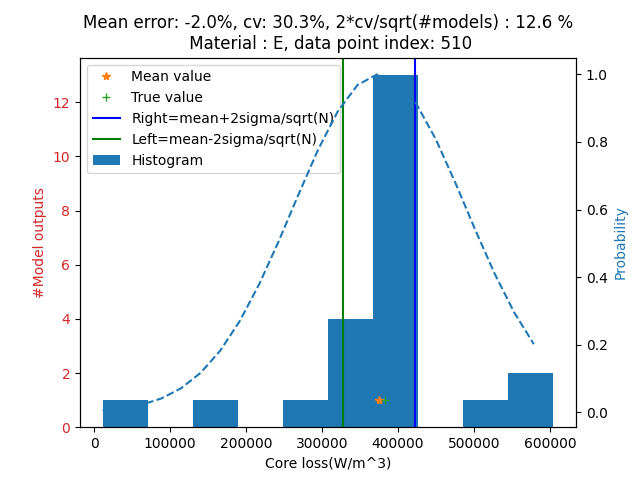 Mean error: -2.0%, cv: 30.3%, 2*cv/sqrt(#models) : 12.6 %
Material : E, data point index: 510
Mean value
True value
Right=mean+2sigma/sqrt(N)
Left=mean-2sigma/sqrt(N)
Histogram
#Model outputs
12
10
8
6
4
2
0
1.0
0.8
0.6
0.4
0.2
0.0
Probability
0 100000 200000 300000 400000 500000 600000
Core loss(W/m^3)